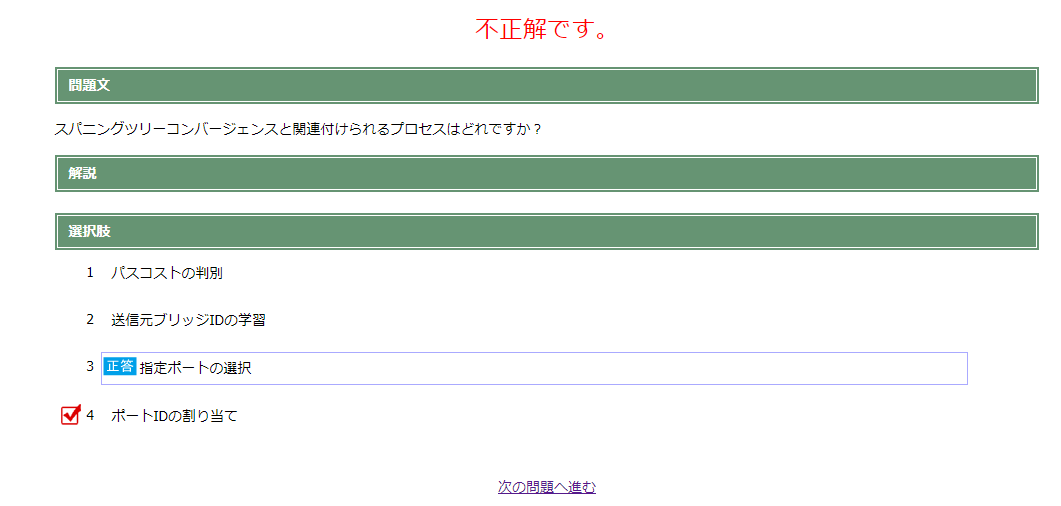 不正解です。
問題文
スパニングツリーコンバージェンスと関連付けられるプロセスはどれですか？
解説
選択肢
1 パスコストの判別
2 送信元ブリッジIDの学習
3 正答 指定ポートの選択
4 ポートIDの割り当て
次の問題へ進む